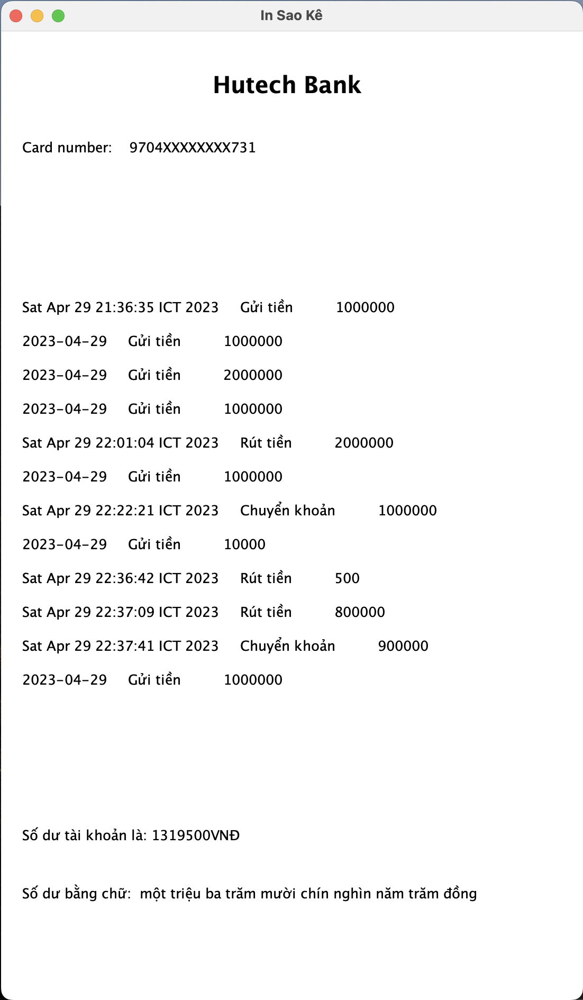 In Sao Kê
Hutech Bank
Card number: 9704XXXXXXXX731
Sat Apr 29 21:36:35 ICT 2023 Gửi tiền 1000000
2023-04-29 Gửi tiền 1000000
2023-04-29 Gửi tiền 2000000
2023-04-29 Gửi tiền 1000000
Sat Apr 29 22:01:04 ICT 2023 Rút tiền 2000000
2023-04-29 Gửi tiền 1000000
Sat Apr 29 22:22:21 ICT 2023 Chuyển khoản 1000000
2023-04-29 Gửi tiền 10000
Sat Apr 29 22:36:42 ICT 2023 Rút tiền 500
Sat Apr 29 22:37:09 ICT 2023 Rút tiền 800000
Sat Apr 29 22:37:41 ICT 2023 Chuyển khoản 900000
2023-04-29 Gửi tiền 1000000
Số dư tài khoản là: 1319500VNĐ
Số dư bằng chữ: một triệu ba trăm mười chín nghìn năm trăm đồng